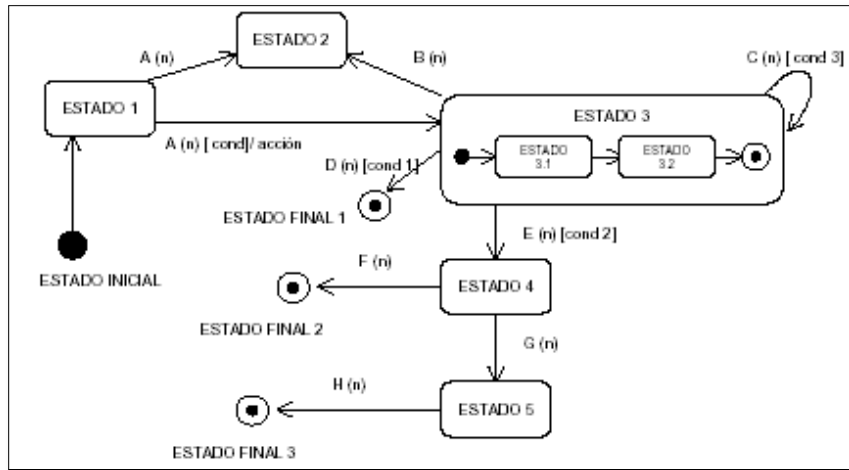 A (n)
ESTADO 2
B (n)
C (n) [ cond 3]
ESTADO 1
ESTADO 3
A (n) [ cond]/ acción
ESTADO
3.1
ESTADO
3.2
D (n) [cond 1]
ESTADO FINAL 1
E (n) [cond 2]
ESTADO INICIAL
F (n)
ESTADO 4
ESTADO FINAL 2
G (n)
H (n)
ESTADO 5
ESTADO FINAL 3